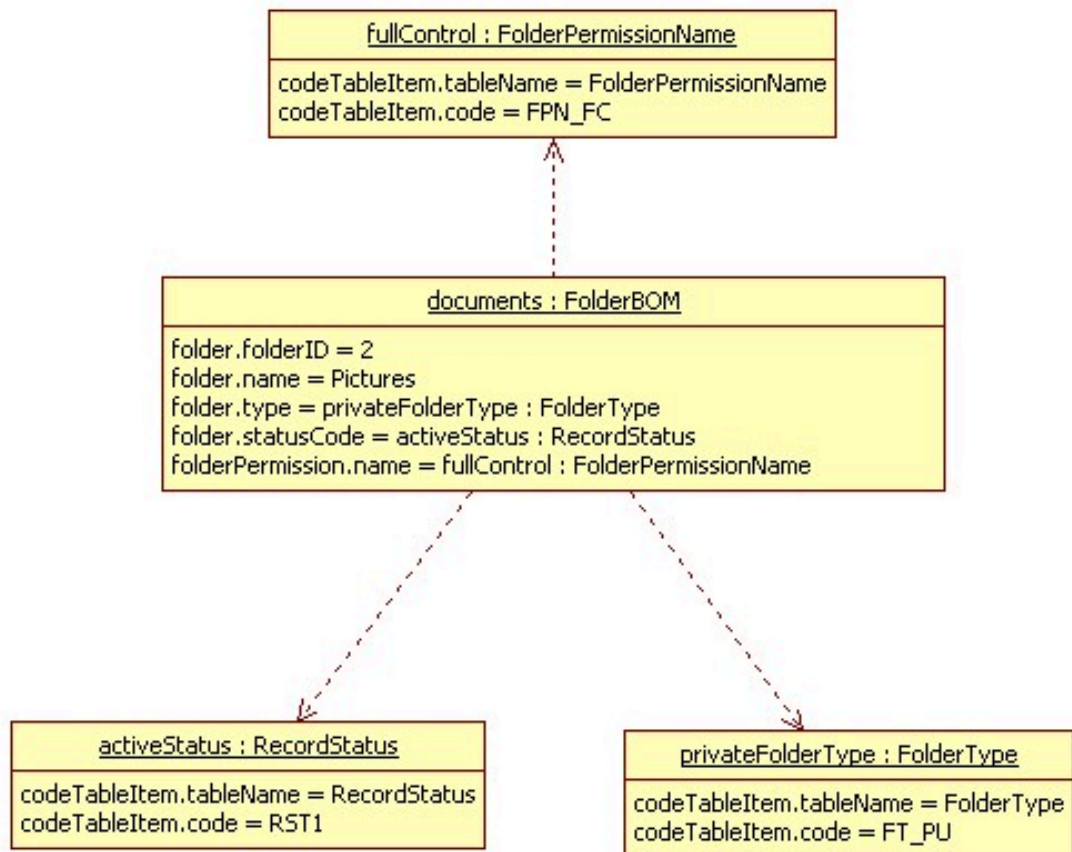 fullControl : FolderPermissionName
codeTableItem.tableName = FolderPermissionName
codeTableItem.code = FPN_FC
documents : FolderBOM
folder.folderID = 2
folder.name = Pictures
folder.type = privateFolderType : FolderType
folder.statusCode = activeStatus : RecordStatus
folderPermission.name = fullControl : FolderPermissionName
activeStatus : RecordStatus
codeTableItem.tableName = RecordStatus
codeTableItem.code = RST1
privateFolderType : FolderType
codeTableItem.tableName = FolderType
codeTableItem.code = FT_PU